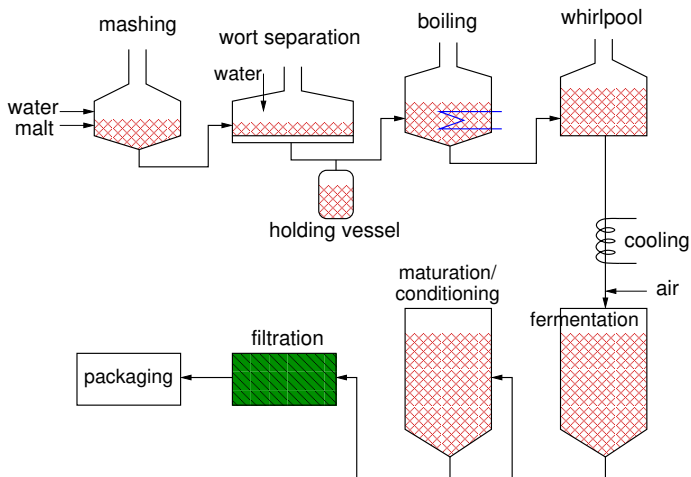 mashing
wort separation
boiling
whirlpool
water
water
malt
holding vessel
cooling
air
maturation/
conditioning
fermentation
filtration
packaging